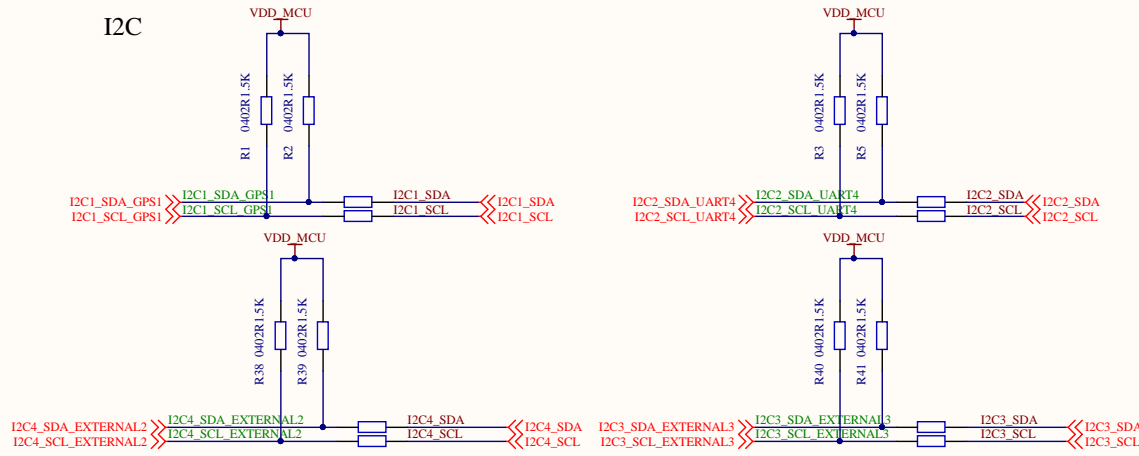 I2C
VDD_MCU
R1 0402R1.5K
R2 0402R1.5K
I2C1_SDA_GPS1 I2C1_SDA_GPS1 I2C1_SDA I2C1_SDA
I2C1_SCL_GPS1 I2C1_SCL_GPS1 I2C1_SCL I2C1_SCL
VDD_MCU
R3 0402R1.5K
R5 0402R1.5K
I2C2_SDA_UART4 I2C2_SDA_UART4 I2C2_SDA I2C2_SDA
I2C2_SCL_UART4 I2C2_SCL_UART4 I2C2_SCL I2C2_SCL
VDD_MCU
R38 0402R1.5K
R39 0402R1.5K
I2C4_SDA_EXTERNAL2 I2C4_SDA_EXTERNAL2 I2C4_SDA I2C4_SDA
I2C4_SCL_EXTERNAL2 I2C4_SCL_EXTERNAL2 I2C4_SCL I2C4_SCL
VDD_MCU
R40 0402R1.5K
R41 0402R1.5K
I2C3_SDA_EXTERNAL3 I2C3_SDA_EXTERNAL3 I2C3_SDA I2C3_SDA
I2C3_SCL_EXTERNAL3 I2C3_SCL_EXTERNAL3 I2C3_SCL I2C3_SCL